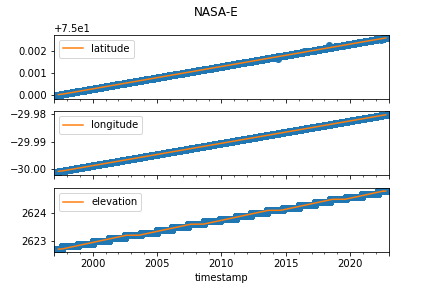 NASA-E
+7.5e1
0.002
latitude
0.001
0.000
−29.98
longitude
−29.99
−30.00
elevation
2624
2623
2000 2005 2010 2015 2020
timestamp